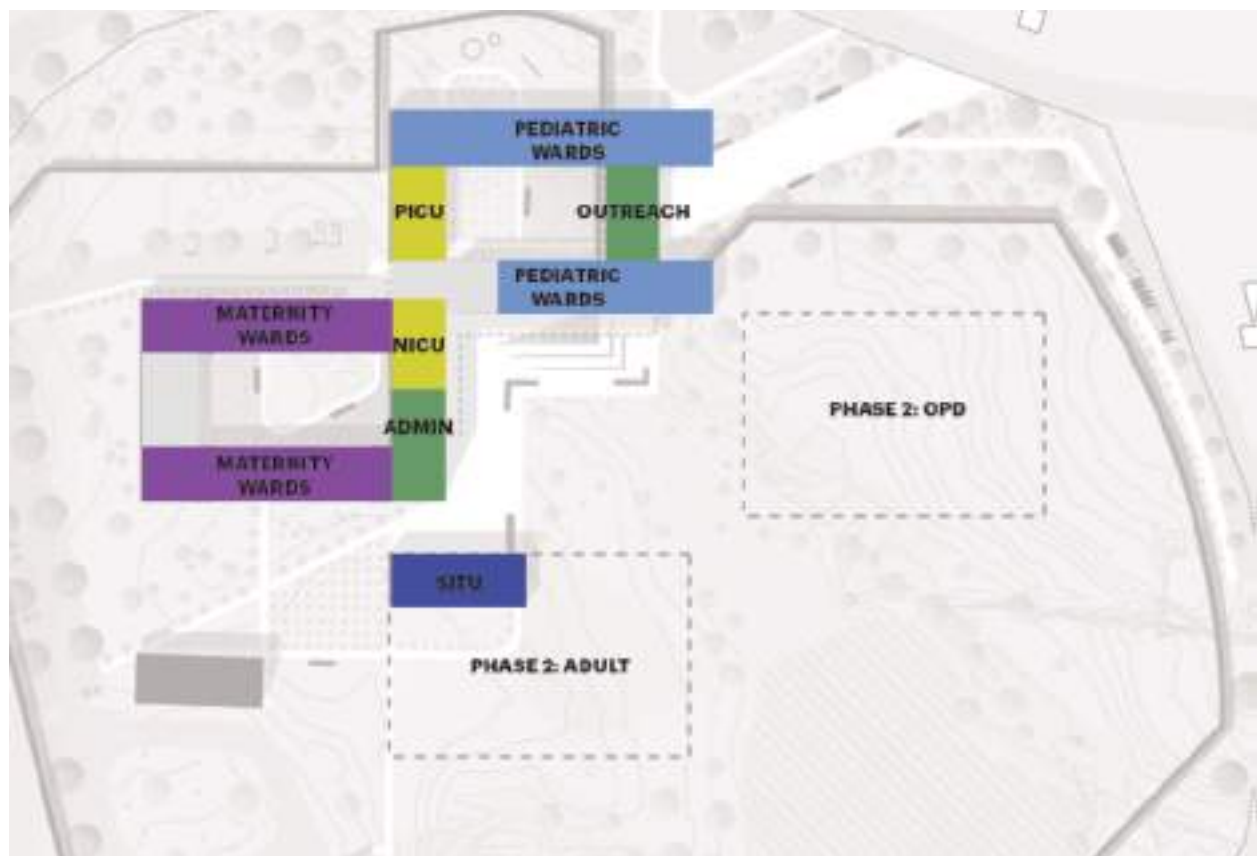 PEDIATRIC
WARDS
PICU
OUTREACH
PEDIATRIC
WARDS
MATERNITY
WARDS
NICU
ADMIN
MATERNITY
WARDS
PHASE 2: OPD
SITU
PHASE 2: ADULT